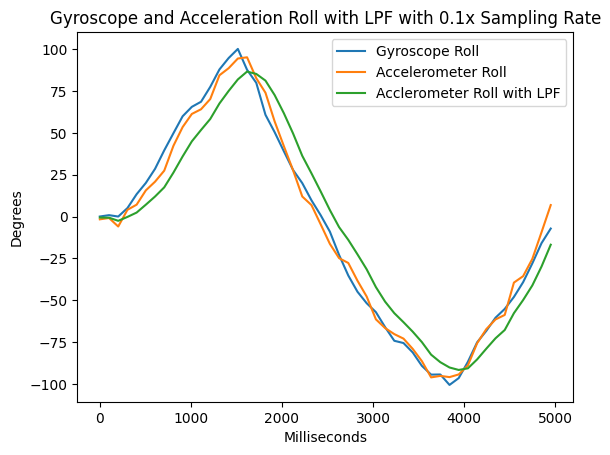 Gyroscope and Acceleration Roll with LPF with 0.1x Sampling Rate
Gyroscope Roll
Accelerometer Roll
Acclerometer Roll with LPF
100
75
50
25
0
−25
−50
−75
−100
Degrees
0 1000 2000 3000 4000 5000
Milliseconds